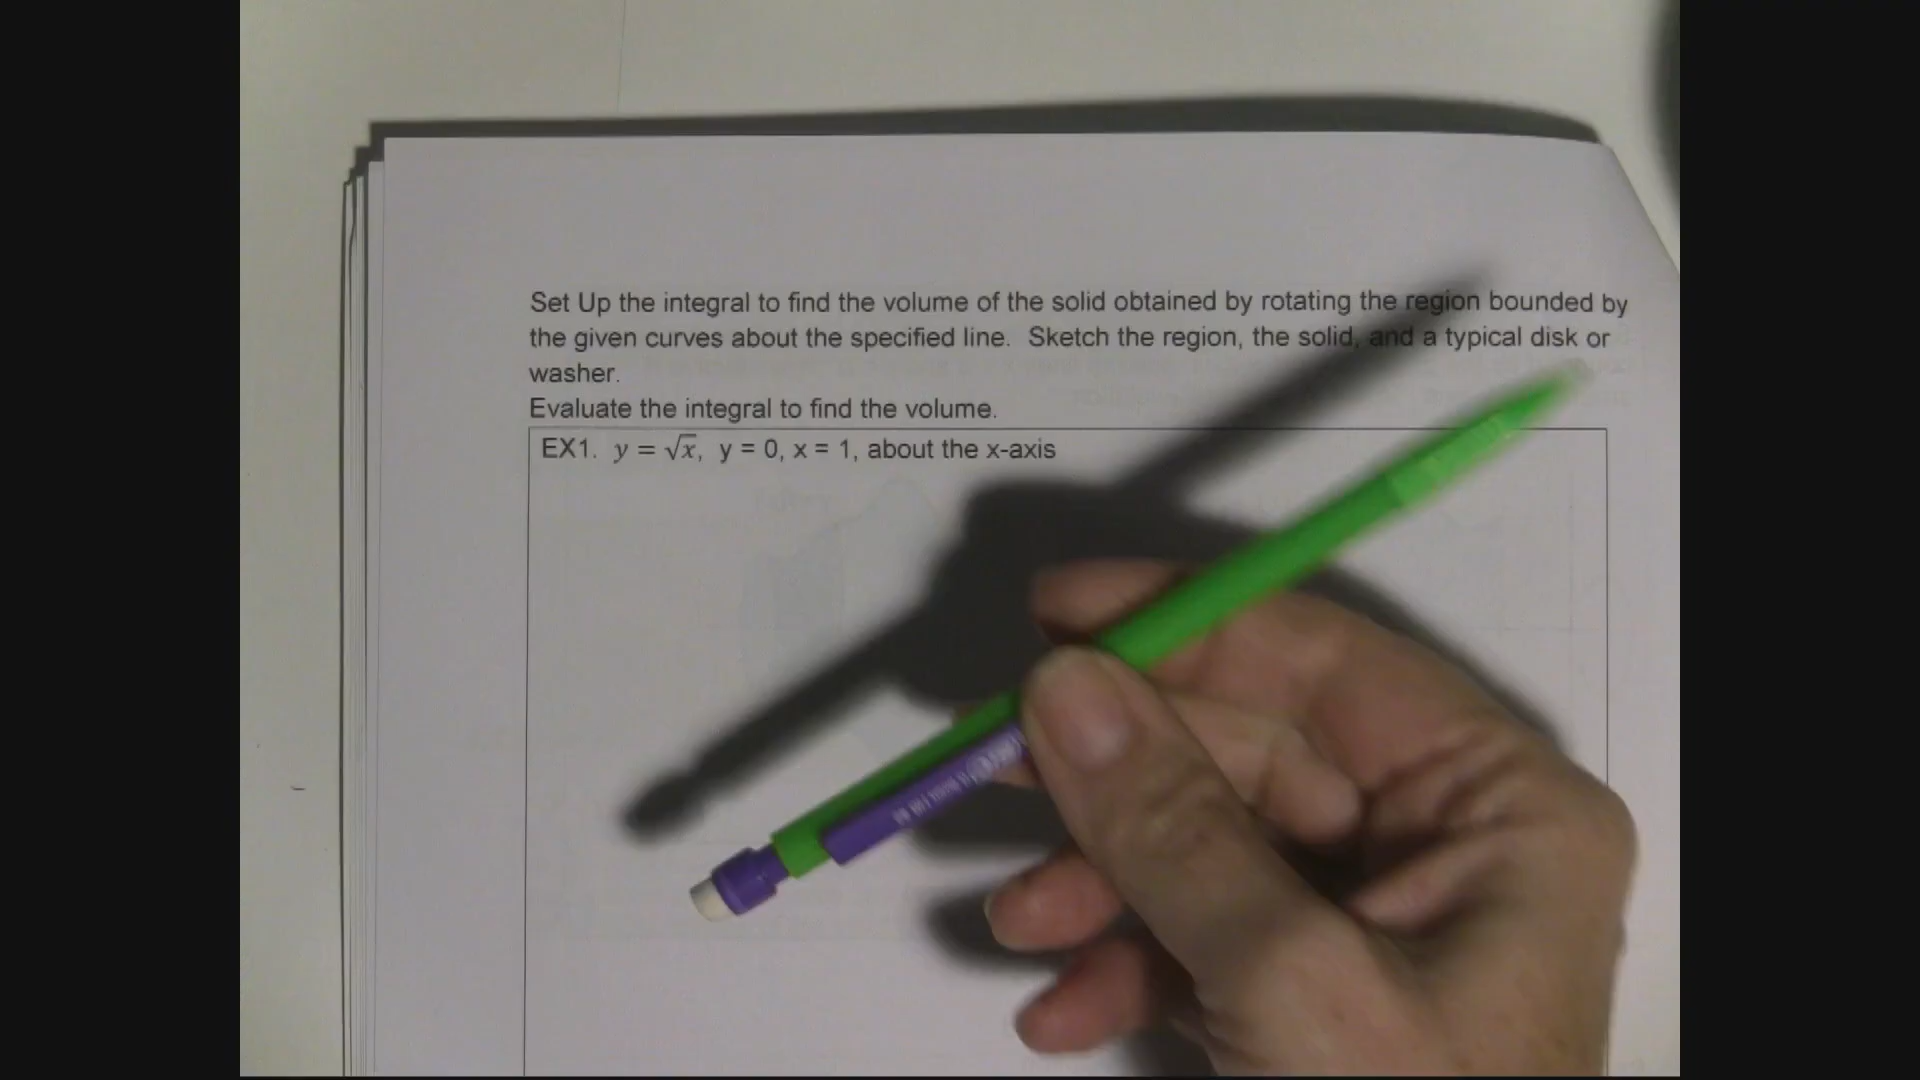 Set Up the integral to find the volume of the solid obtained by rotating the region bounded by
the given curves about the specified line.  Sketch the region, the solid, and a typical disk or
washer.
Evaluate the integral to find the volume.
EX1.  y = √x,  y = 0, x = 1, about the x-axis